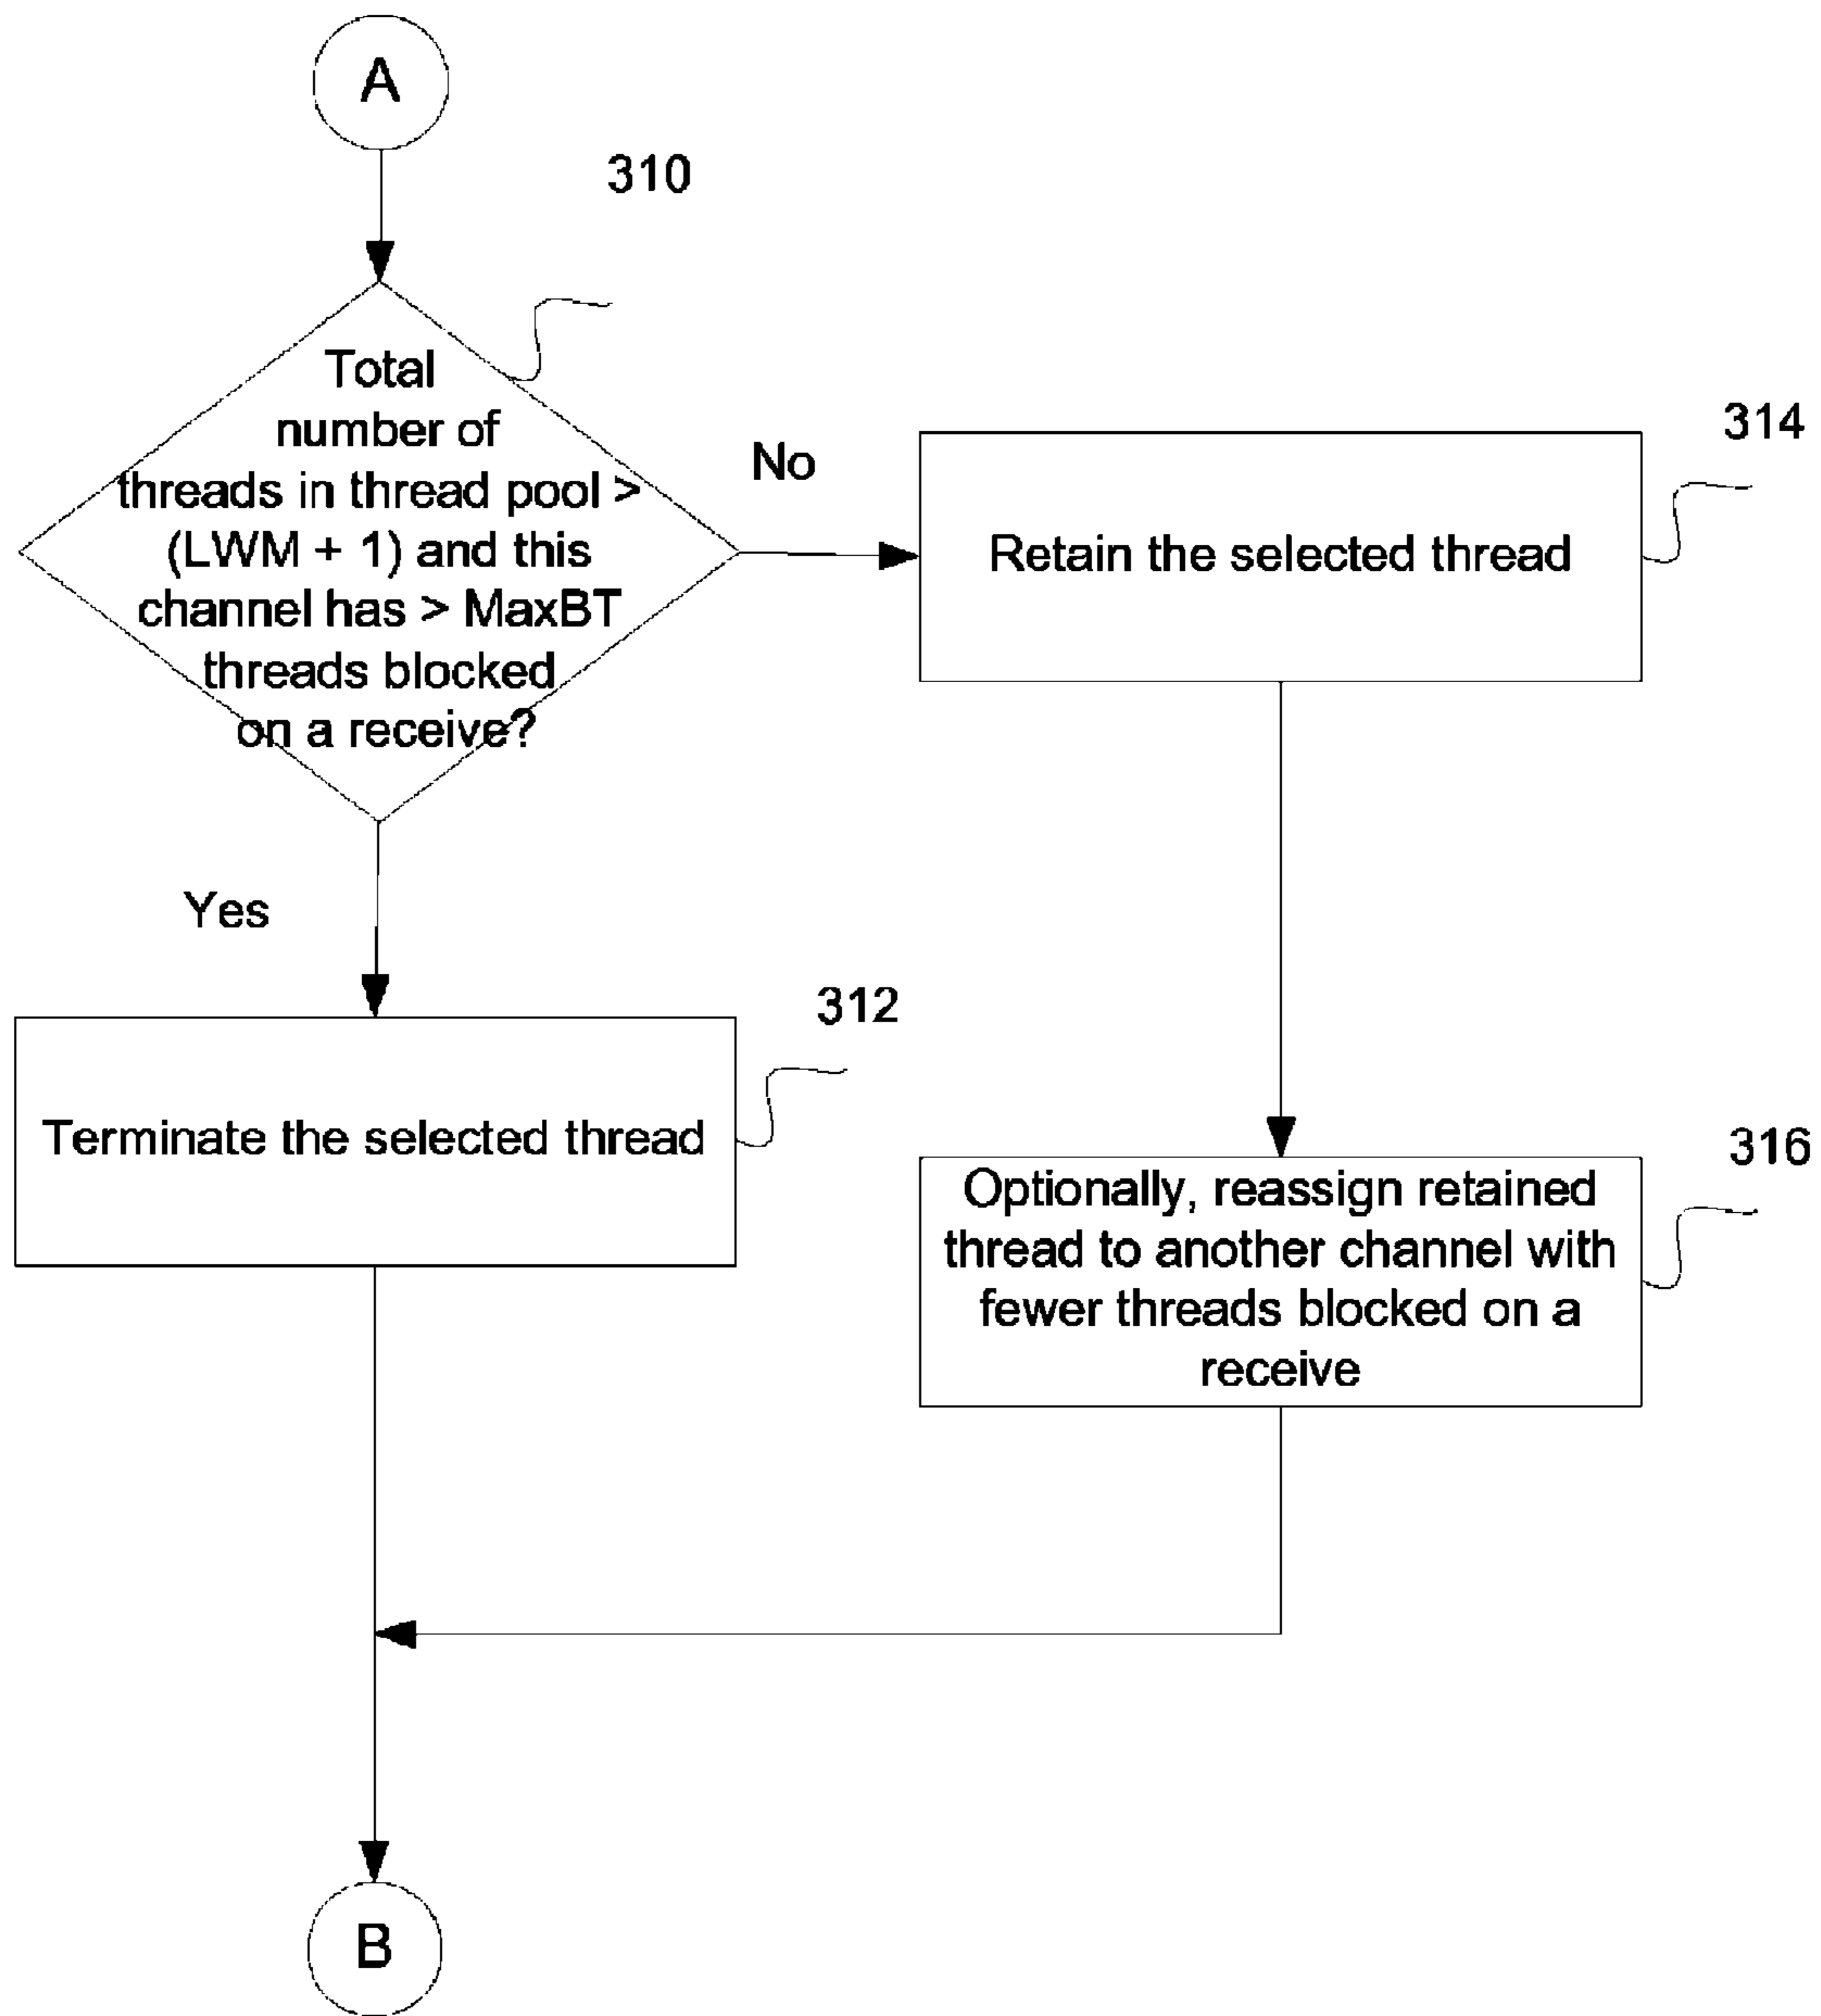 A
310
Total
number of
threads in thread pool >
(LWM + 1) and this
channel has > MaxBT
threads blocked
on a receive?
No
314
Retain the selected thread
Yes
312
Terminate the selected thread
316
Optionally, reassign retained
thread to another channel with
fewer threads blocked on a
receive
B